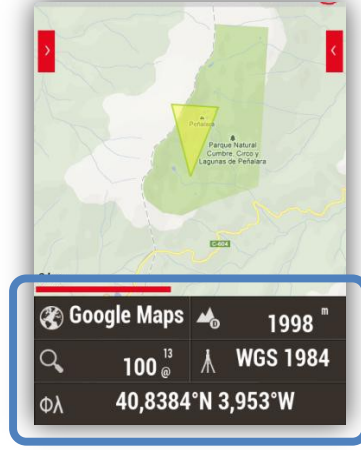 ›
‹
Peñalara
Parque Natural
Cumbre, Circo y
Lagunas de Peñalara
C-604
Google Maps
D
1998 m
100 13 @
WGS 1984
Φλ
40,8384°N 3,953°W